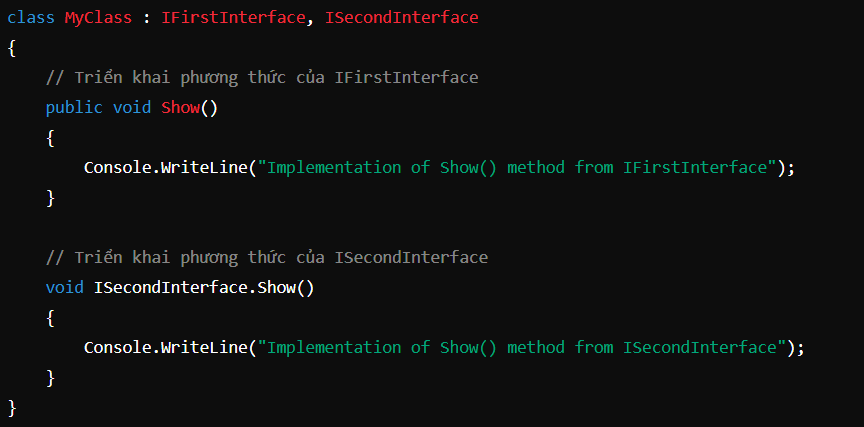 class MyClass : IFirstInterface, ISecondInterface
{
    // Triển khai phương thức của IFirstInterface
    public void Show()
    {
        Console.WriteLine("Implementation of Show() method from IFirstInterface");
    }

    // Triển khai phương thức của ISecondInterface
    void ISecondInterface.Show()
    {
        Console.WriteLine("Implementation of Show() method from ISecondInterface");
    }
}